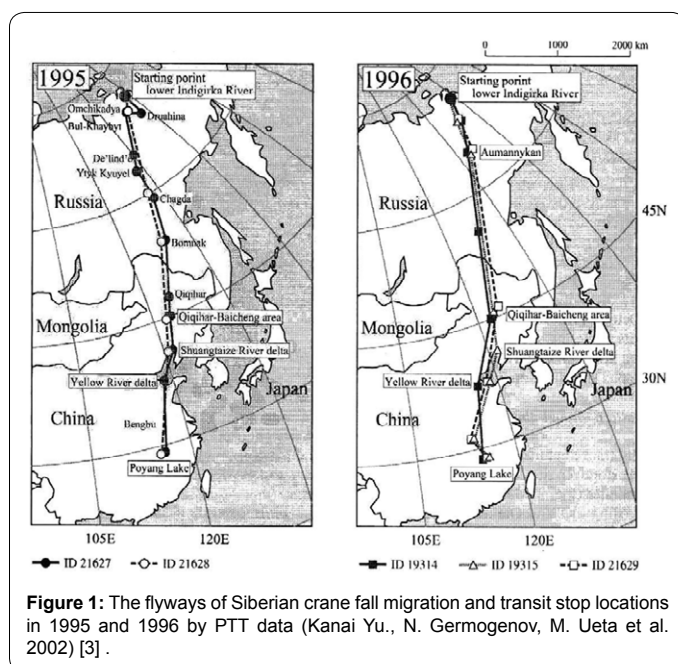 0 1000 2000 km
1995
Starting porint
lower Indigirka River
Omchikadya
Bul-Khaybyt
Druzhina
De'lind'e
Ytyk Kyuyel
Chagda
Russia
Bomnak
Qiqihar
Qiqihar-Baicheng area
Mongolia
Shuangtaize River delta
Yellow River delta
Japan
China
Bengbu
Poyang Lake
105E 120E
ID 21627 ID 21628
1996
Starting porint
lower Indigirka River
Aumannykan
Russia
45N
Qiqihar-Baicheng area
Mongolia
Shuangtaize River delta
Yellow River delta
30N
Japan
China
Poyang Lake
105E 120E
ID 19314 ID 19315 ID 21629
Figure 1: The flyways of Siberian crane fall migration and transit stop locations
in 1995 and 1996 by PTT data (Kanai Yu., N. Germogenov, M. Ueta et al.
2002) [3] .